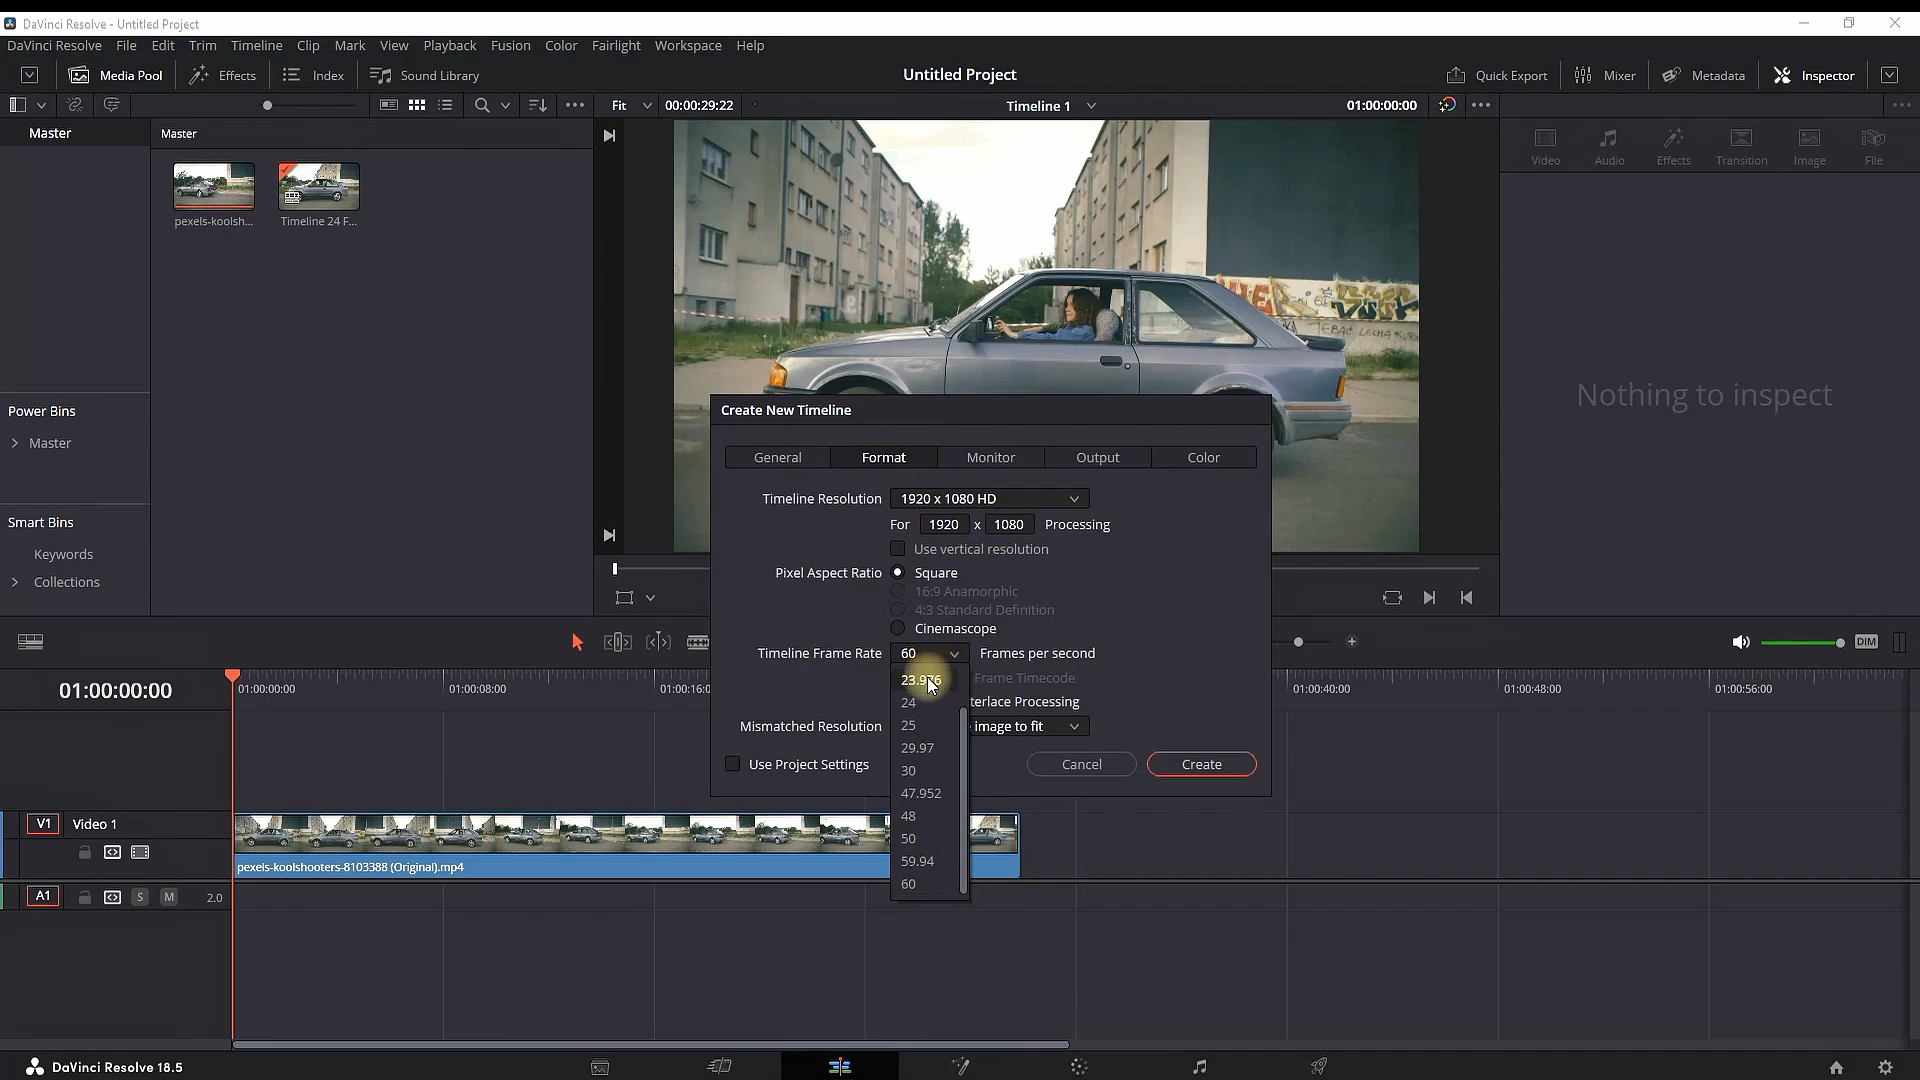 DaVinci Resolve - Untitled Project
DaVinci Resolve File Edit Trim Timeline Clip Mark View Playback Fusion Color Fairlight Workspace Help
Media Pool Effects Index Sound Library Untitled Project Quick Export Mixer Metadata Inspector
Fit 00:00:29:22 Timeline 1 01:00:00:00
Master Master
Video Audio Effects Transition Image File
pexels-koolsh... Timeline 24 F...
Nothing to inspect
Power Bins
Master
Smart Bins
Keywords
Collections
Create New Timeline
General Format Monitor Output Color
Timeline Resolution 1920 x 1080 HD
For 1920 x 1080 Processing
Use vertical resolution
Pixel Aspect Ratio Square
16:9 Anamorphic
4:3 Standard Definition
Cinemascope
Timeline Frame Rate 60 Frames per second
23.976 Frame Timecode
24 terlace Processing
Mismatched Resolution 25 image to fit
29.97
Use Project Settings 30 Cancel Create
47.952
48
50
59.94
60
DIM
01:00:00:00 01:00:00:00 01:00:08:00 01:00:16:0 01:00:40:00 01:00:48:00 01:00:56:00
V1 Video 1
pexels-koolshooters-8103388 (Original).mp4
A1 S M 2.0
DaVinci Resolve 18.5